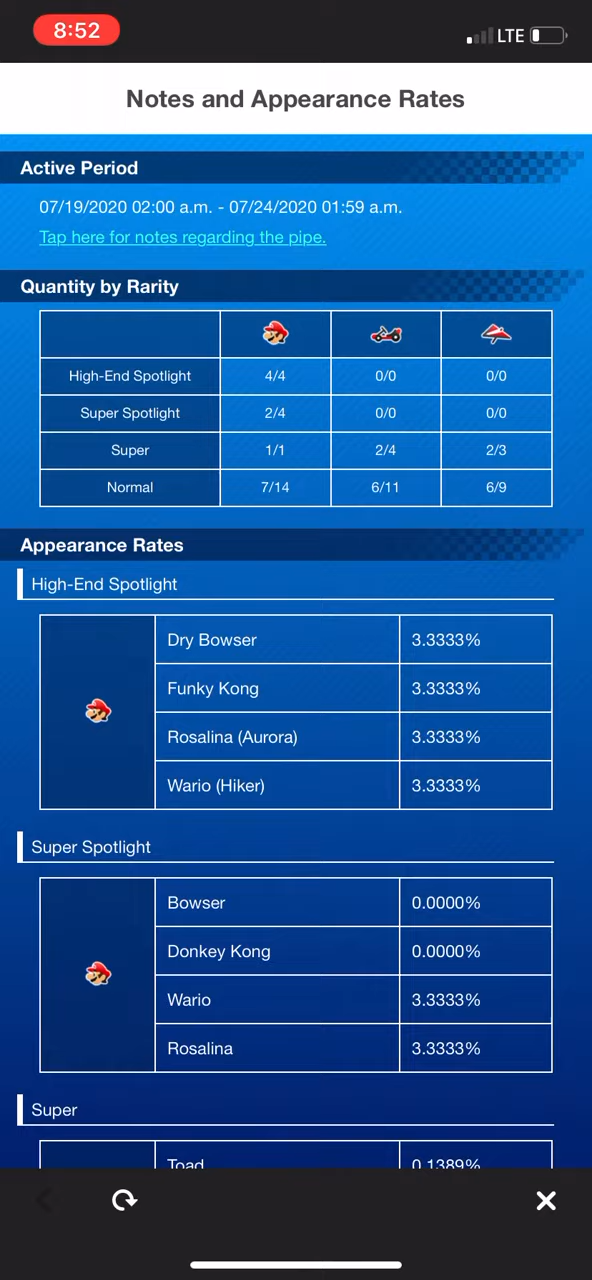 8:52
LTE
Notes and Appearance Rates
Active Period
07/19/2020 02:00 a.m. - 07/24/2020 01:59 a.m.
Tap here for notes regarding the pipe.
Quantity by Rarity
High-End Spotlight 4/4 0/0 0/0
Super Spotlight 2/4 0/0 0/0
Super 1/1 2/4 2/3
Normal 7/14 6/11 6/9
Appearance Rates
High-End Spotlight
Dry Bowser 3.3333%
Funky Kong 3.3333%
Rosalina (Aurora) 3.3333%
Wario (Hiker) 3.3333%
Super Spotlight
Bowser 0.0000%
Donkey Kong 0.0000%
Wario 3.3333%
Rosalina 3.3333%
Super
Toad 0.1389%